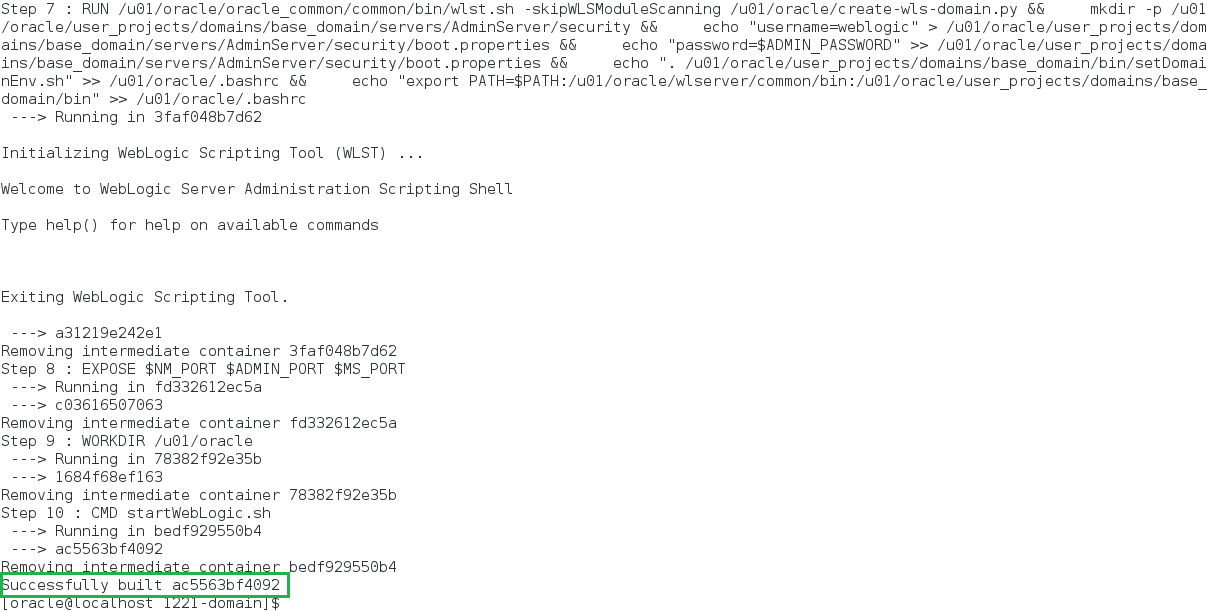 Step 7 : RUN /u01/oracle/oracle_common/common/bin/wlst.sh -skipWLSModuleScanning /u01/oracle/create-wls-domain.py &&     mkdir -p /u01
/oracle/user_projects/domains/base_domain/servers/AdminServer/security &&     echo "username=weblogic" > /u01/oracle/user_projects/dom
ains/base_domain/servers/AdminServer/security/boot.properties &&     echo "password=$ADMIN_PASSWORD" >> /u01/oracle/user_projects/doma
ins/base_domain/servers/AdminServer/security/boot.properties &&     echo ". /u01/oracle/user_projects/domains/base_domain/bin/setDomai
nEnv.sh" >> /u01/oracle/.bashrc &&     echo "export PATH=$PATH:/u01/oracle/wlserver/common/bin:/u01/oracle/user_projects/domains/base_
domain/bin" >> /u01/oracle/.bashrc
 ---> Running in 3faf048b7d62
Initializing WebLogic Scripting Tool (WLST) ...
Welcome to WebLogic Server Administration Scripting Shell
Type help() for help on available commands
Exiting WebLogic Scripting Tool.
 ---> a31219e242e1
Removing intermediate container 3faf048b7d62
Step 8 : EXPOSE $NM_PORT $ADMIN_PORT $MS_PORT
 ---> Running in fd332612ec5a
 ---> c03616507063
Removing intermediate container fd332612ec5a
Step 9 : WORKDIR /u01/oracle
 ---> Running in 78382f92e35b
 ---> 1684f68ef163
Removing intermediate container 78382f92e35b
Step 10 : CMD startWebLogic.sh
 ---> Running in bedf929550b4
 ---> ac5563bf4092
Removing intermediate container bedf929550b4
Successfully built ac5563bf4092
[oracle@localhost 1221-domain]$